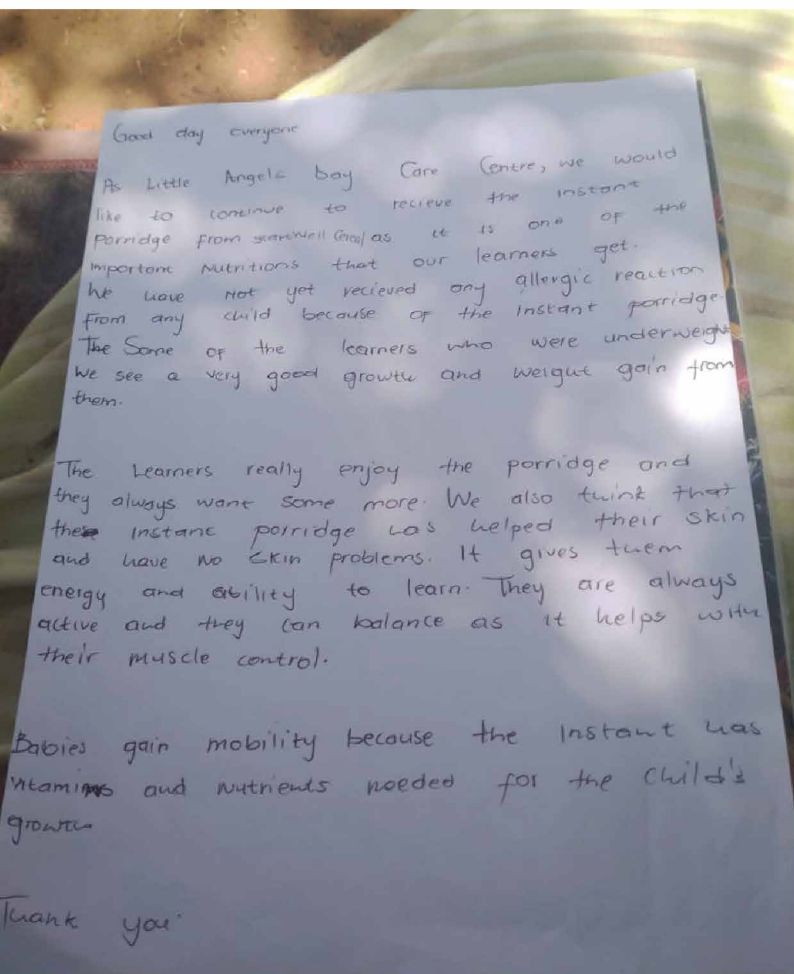 Good day everyone
As Little Angels Day Care Centre, we would
like to continue to recieve the instant
porridge from as it is one of the
important Nutritions that our learners get.
We have Not yet recieved any allergic reaction
from any child because of the instant porridge.
The Some of the learners who were underweight
We see a very good growth and weight gain from
them.
The Learners really enjoy the porridge and
they always want some more. We also think that
the instant porridge has helped their skin
and have no skin problems. It gives them
energy and ability to learn. They are always
active and they can balance as it helps with
their muscle control.
Babies gain mobility because the instant has
vitamins and nutrients needed for the child's
growth
Thank you